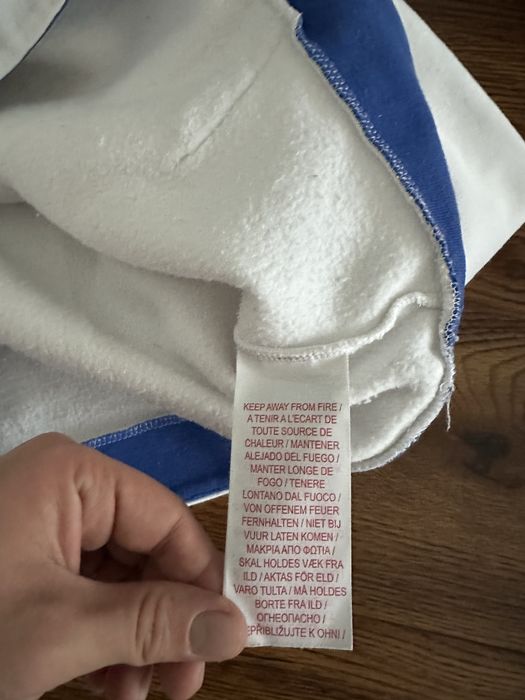 KEEP AWAY FROM FIRE /
A TENIR A L'ECART DE
TOUTE SOURCE DE
CHALEUR / MANTENER
ALEJADO DEL FUEGO /
MANTER LONGE DE
FOGO / TENERE
LONTANO DAL FUOCO /
VON OFFENEM FEUER
FERNHALTEN / NIET BIJ
VUUR LATEN KOMEN /
ΜΑΚΡΙΑ ΑΠΟ ΦΩΤΙΑ /
SKAL HOLDES VÆK FRA
ILD / AKTAS FÖR ELD /
VARO TULTA / MÅ HOLDES
BORTE FRA ILD /
ОГНЕОПАСНО /
EPŘIBLIŽUJTE K OHNI /